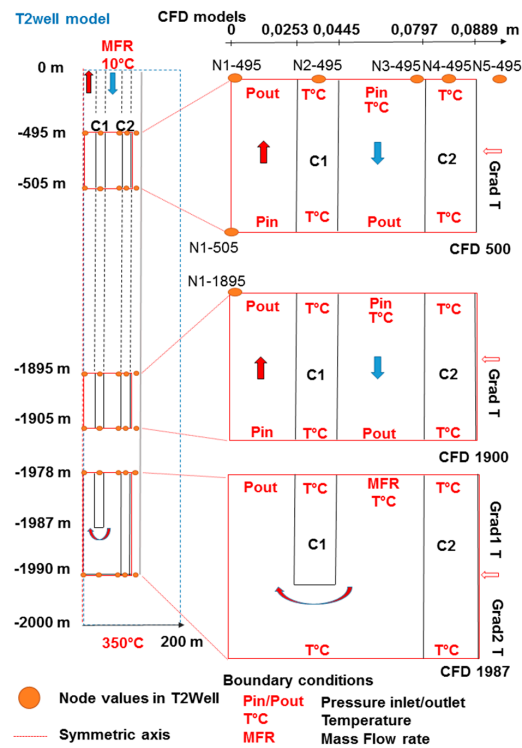 T2well model
CFD models
0
0,0253
0,0445
0,0797
0,0889
m
MFR
10°C
0 m
N1-495
N2-495
N3-495
N4-495
N5-495
Pout
T°C
Pin
T°C
T°C
C1
C2
-495 m
C1
C2
Grad T
-505 m
Pin
T°C
Pout
T°C
N1-505
CFD 500
N1-1895
Pout
T°C
Pin
T°C
T°C
-1895 m
C1
C2
Grad T
-1905 m
Pin
T°C
Pout
T°C
CFD 1900
-1978 m
Pout
T°C
MFR
T°C
T°C
Grad1 T
-1987 m
C1
C2
-1990 m
Grad2 T
-2000 m
350°C
200 m
T°C
T°C
CFD 1987
Boundary conditions
Node values in T2Well
Pin/Pout Pressure inlet/outlet
T°C Temperature
Symmetric axis
MFR Mass Flow rate